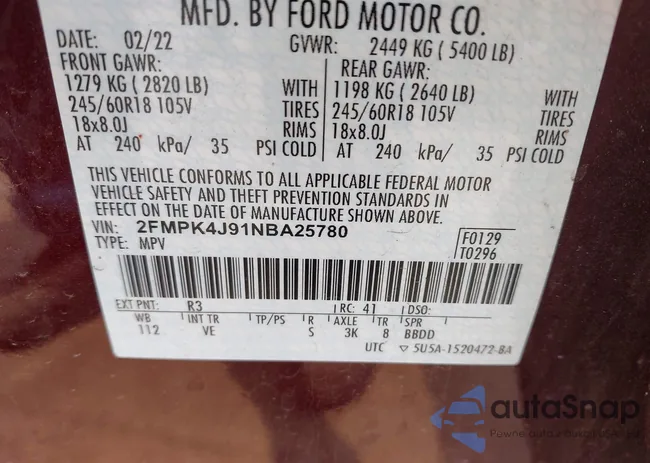 MFD. BY FORD MOTOR CO.
DATE: 02/22 GVWR: 2449 KG (5400 LB)
FRONT GAWR: REAR GAWR:
1279 KG (2820 LB) WITH 1198 KG (2640 LB) WITH
245/60R18 105V TIRES 245/60R18 105V TIRES
18x8.0J RIMS 18x8.0J RIMS
AT 240 kPa/ 35 PSI COLD AT 240 kPa/ 35 PSI COLD
THIS VEHICLE CONFORMS TO ALL APPLICABLE FEDERAL MOTOR
VEHICLE SAFETY AND THEFT PREVENTION STANDARDS IN
EFFECT ON THE DATE OF MANUFACTURE SHOWN ABOVE.
VIN: 2FMPK4J91NBA25780 F0129
TYPE: MPV T0296
EXT PNT: R3 RC: 41 DSO:
WB INT TR TP/PS R AXLE TR SPR
112 VE S 3K 8 BBDD
UTC ▽ 5U5A-1520472-BA
autoSnap